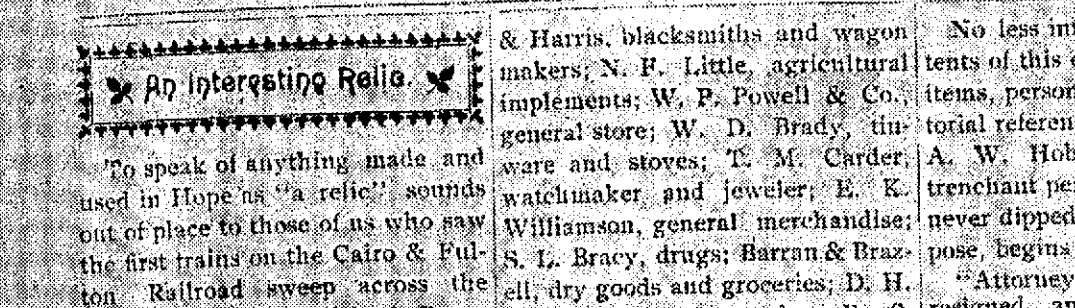 An Interesting Relic.
To speak of anything made and
used in Hope as "a relic" sounds
out of place to those of us who saw
the first trains on the Cairo & Ful-
ton Railroad sweep across the
& Harris, blacksmiths and wagon
makers; N. F. Little, agricultural
implements; W. P. Powell & Co.,
general store; W. D. Brady, tin-
ware and stoves; T. M. Carder,
watchmaker and jeweler; E. K.
Williamson, general merchandise;
S. L. Bracy, drugs; Barran & Braz-
ell, dry goods and groceries; D. H.
No less int
tents of this
items, person
torial referen
A. W. Hob
trenchant pe
never dipped
pose, begins
"Attorney